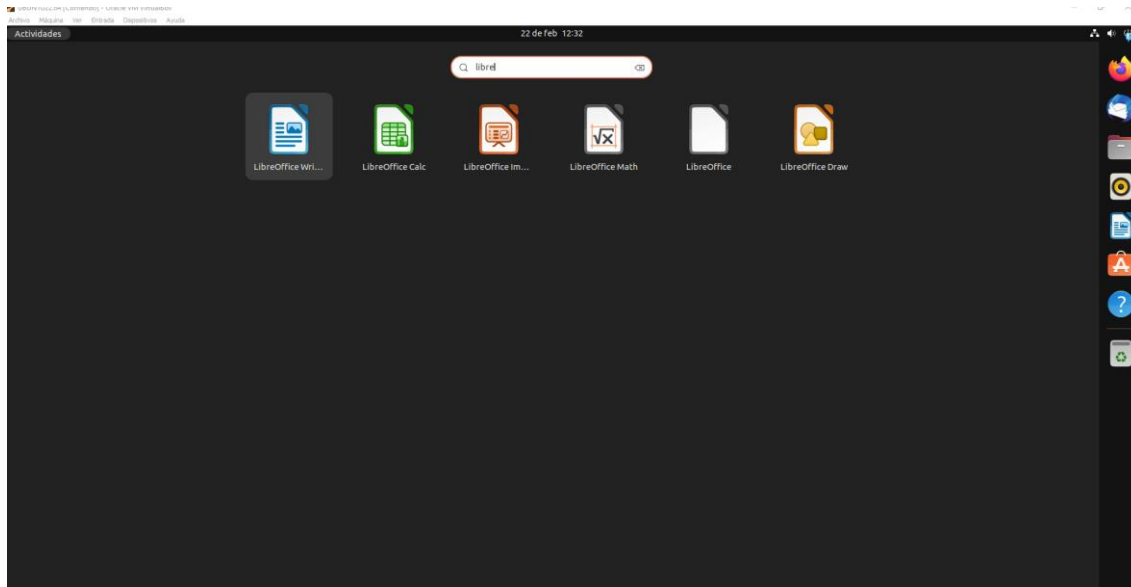 Archivo Máquina Ver Entrada Dispositivos Ayuda
Actividades
22 de feb 12:32
libre
LibreOffice Wri...
LibreOffice Calc
LibreOffice Im...
LibreOffice Math
LibreOffice
LibreOffice Draw